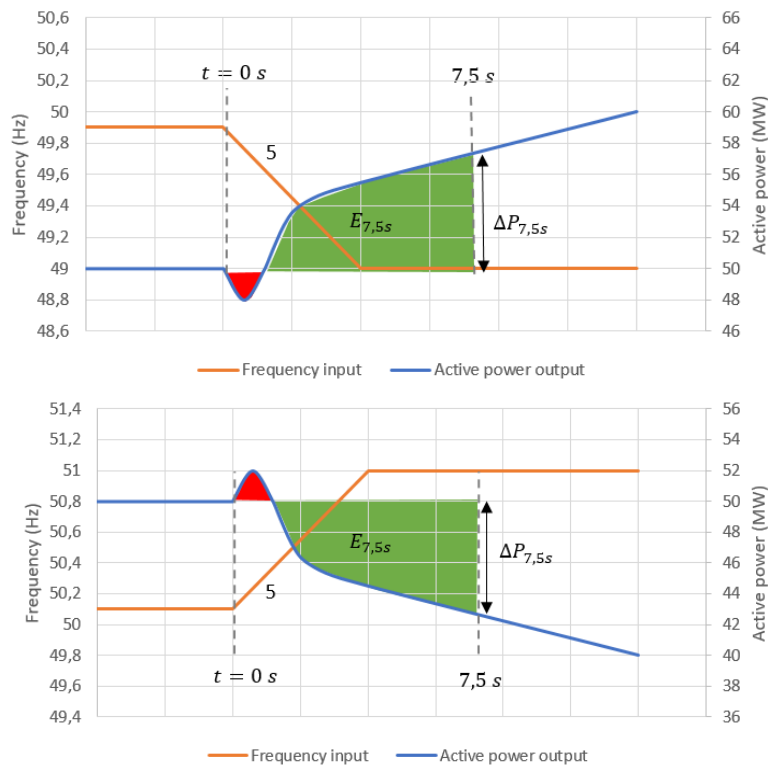 50,6
50,4
50,2
50
49,8
49,6
49,4
49,2
49
48,8
48,6
Frequency (Hz)
t = 0 s
7,5 s
5
E7,5s
ΔP7,5s
66
64
62
60
58
56
54
52
50
48
46
Active power (MW)
Frequency input
Active power output
51,4
51,2
51
50,8
50,6
50,4
50,2
50
49,8
49,6
49,4
Frequency (Hz)
E7,5s
ΔP7,5s
5
t = 0 s
7,5 s
56
54
52
50
48
46
44
42
40
38
36
Active power (MW)
Frequency input
Active power output